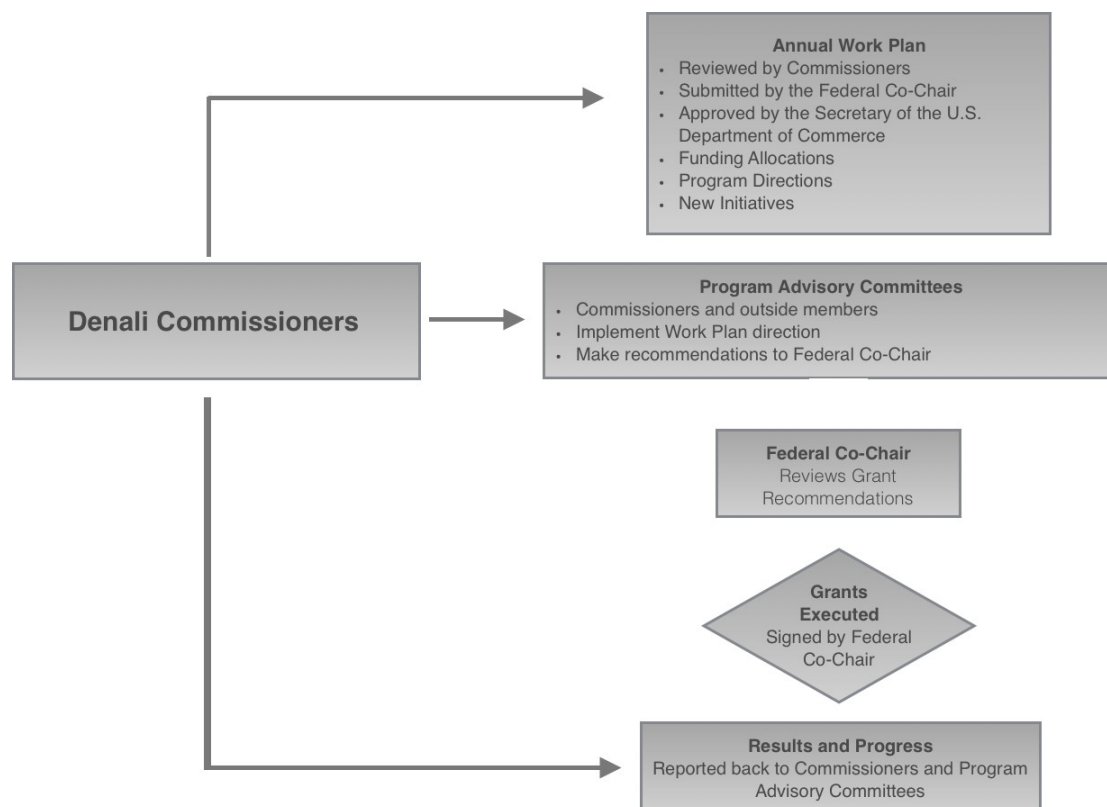 Annual Work Plan
• Reviewed by Commissioners
• Submitted by the Federal Co-Chair
• Approved by the Secretary of the U.S.
Department of Commerce
• Funding Allocations
• Program Directions
• New Initiatives
Denali Commissioners
Program Advisory Committees
• Commissioners and outside members
• Implement Work Plan direction
• Make recommendations to Federal Co-Chair
Federal Co-Chair
Reviews Grant
Recommendations
Grants
Executed
Signed by Federal
Co-Chair
Results and Progress
Reported back to Commissioners and Program
Advisory Committees